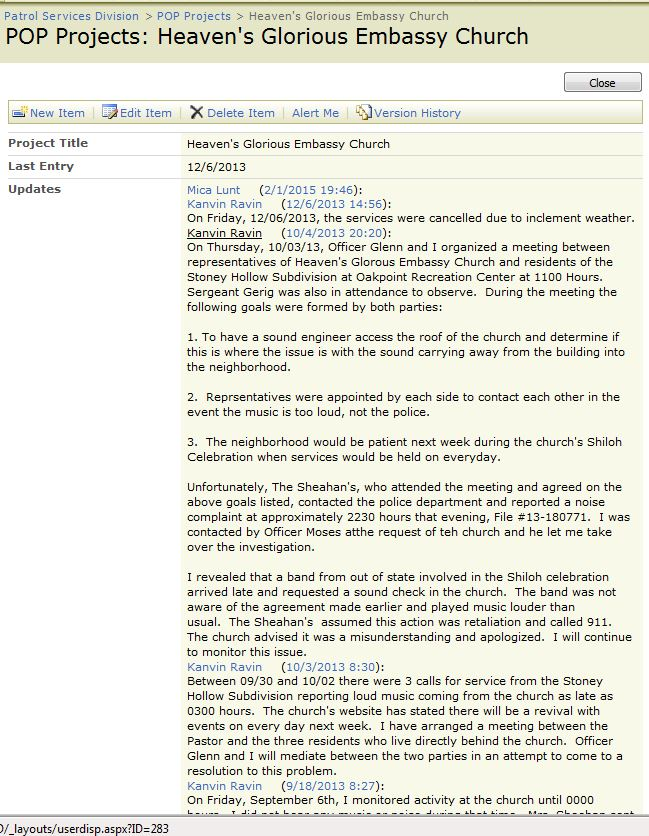 Patrol Services Division > POP Projects > Heaven's Glorious Embassy Church
POP Projects: Heaven's Glorious Embassy Church
Close
New Item | Edit Item | Delete Item | Alert Me | Version History
Project Title Heaven's Glorious Embassy Church
Last Entry 12/6/2013
Updates Mica Lunt (2/1/2015 19:46):
Kanvin Ravin (12/6/2013 14:56):
On Friday, 12/06/2013, the services were cancelled due to inclement weather.
Kanvin Ravin (10/4/2013 20:20):
On Thursday, 10/03/13, Officer Glenn and I organized a meeting between
representatives of Heaven's Glorous Embassy Church and residents of the
Stoney Hollow Subdivision at Oakpoint Recreation Center at 1100 Hours.
Sergeant Gerig was also in attendance to observe.  During the meeting the
following goals were formed by both parties:
1. To have a sound engineer access the roof of the church and determine if
this is where the issue is with the sound carrying away from the building into
the neighborhood.
2.  Reprsentatives were appointed by each side to contact each other in the
event the music is too loud, not the police.
3.  The neighborhood would be patient next week during the church's Shiloh
Celebration when services would be held on everyday.
Unfortunately, The Sheahan's, who attended the meeting and agreed on the
above goals listed, contacted the police department and reported a noise
complaint at approximately 2230 hours that evening, File #13-180771.  I was
contacted by Officer Moses atthe request of teh church and he let me take
over the investigation.
I revealed that a band from out of state involved in the Shiloh celebration
arrived late and requested a sound check in the church.  The band was not
aware of the agreement made earlier and played music louder than
usual.  The Sheahan's  assumed this action was retaliation and called 911.
The church advised it was a misunderstanding and apologized.  I will continue
to monitor this issue.
Kanvin Ravin (10/3/2013 8:30):
Between 09/30 and 10/02 there were 3 calls for service from the Stoney
Hollow Subdivision reporting loud music coming from the church as late as
0300 hours.  The church's website has stated there will be a revival with
events on every day next week.  I have arranged a meeting between the
Pastor and the three residents who live directly behind the church.  Officer
Glenn and I will mediate between the two parties in an attempt to come to a
resolution to this problem.
Kanvin Ravin (9/18/2013 8:27):
On Friday, September 6th, I monitored activity at the church until 0000
hours. I did not hear any music or noise during that time. Mrs. Sheahan sent
/_layouts/userdisp.aspx?ID=283